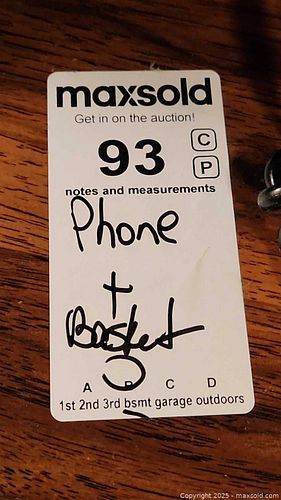 maxsold
Get in on the auction!
93
C
P
notes and measurements
Phone
+
Basket
A B C D
1st 2nd 3rd bsmt garage outdoors
Copyright 2025 - maxsold.com